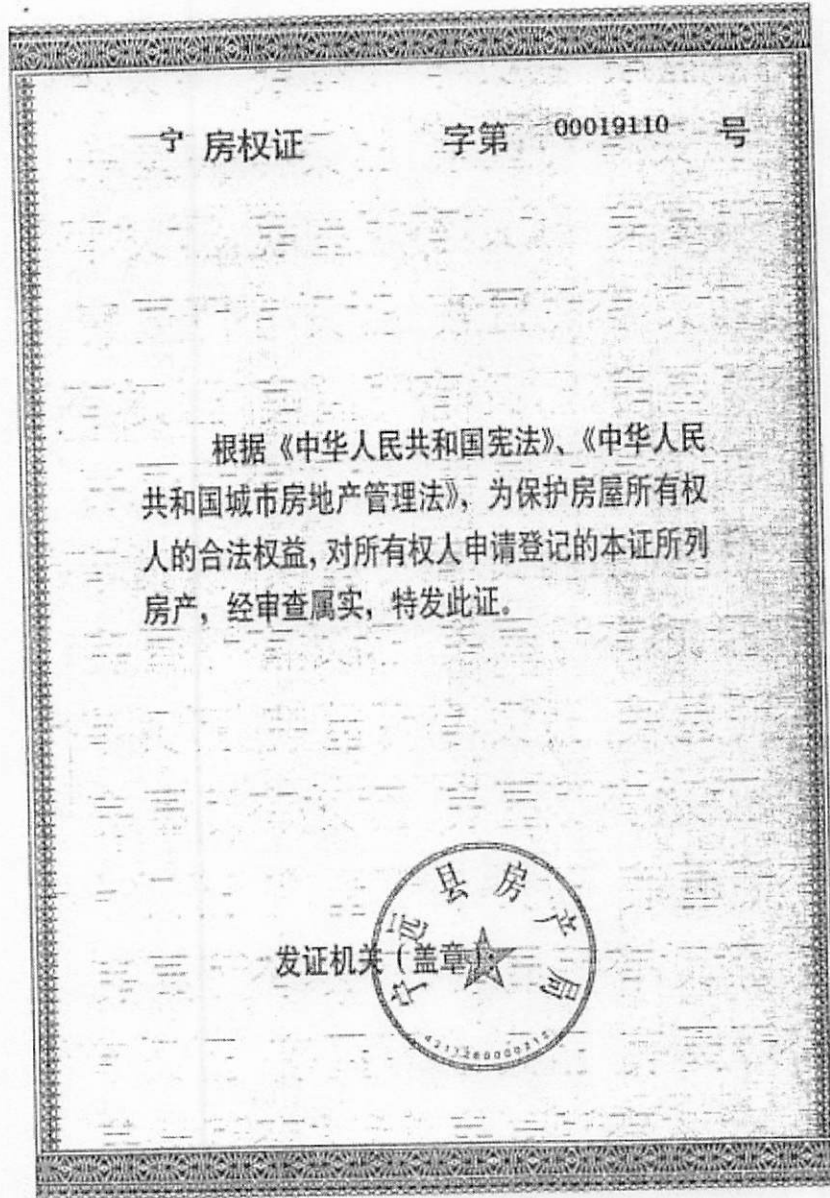 宁 房权证 字第 00019110 号
根据《中华人民共和国宪法》、《中华人民
共和国城市房地产管理法》，为保护房屋所有权
人的合法权益，对所有权人申请登记的本证所列
房产，经审查属实，特发此证。
发证机关（盖章）：
宁远县房产局